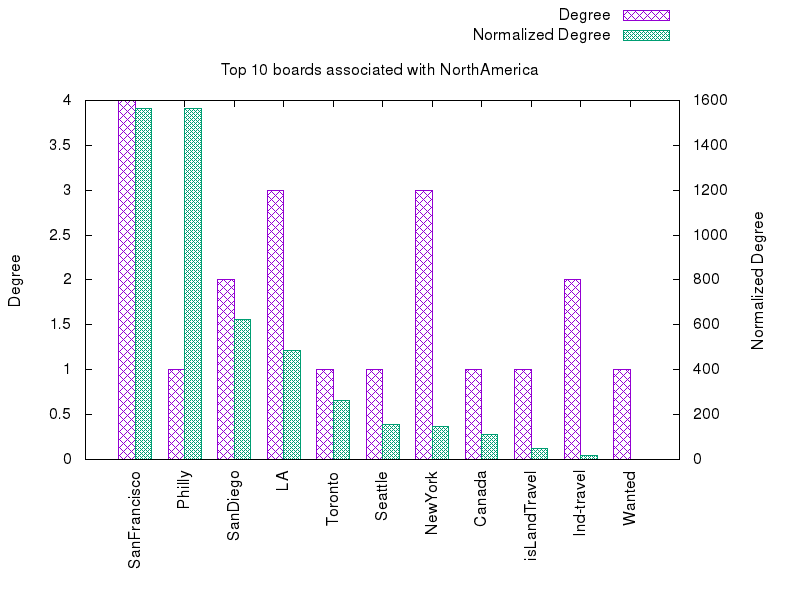 Degree
Normalized Degree
Top 10 boards associated with NorthAmerica
4
3.5
3
2.5
2
1.5
1
0.5
0
1600
1400
1200
1000
800
600
400
200
0
Degree
Normalized Degree
SanFrancisco
Philly
SanDiego
LA
Toronto
Seattle
NewYork
Canada
isLandTravel
Ind-travel
Wanted